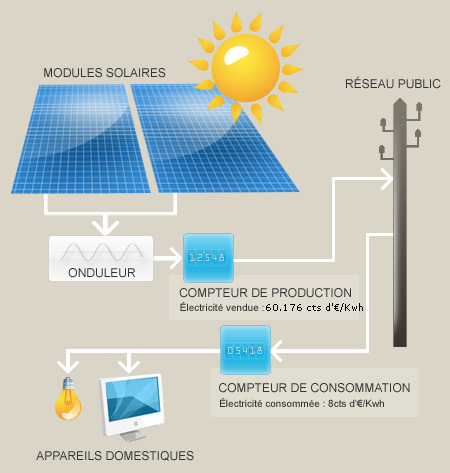 MODULES SOLAIRES
RÉSEAU PUBLIC
ONDULEUR
12548
COMPTEUR DE PRODUCTION
Électricité vendue :60.176 cts d'€/Kwh
05418
COMPTEUR DE CONSOMMATION
Électricité consommée : 8cts d'€/Kwh
APPAREILS DOMESTIQUES